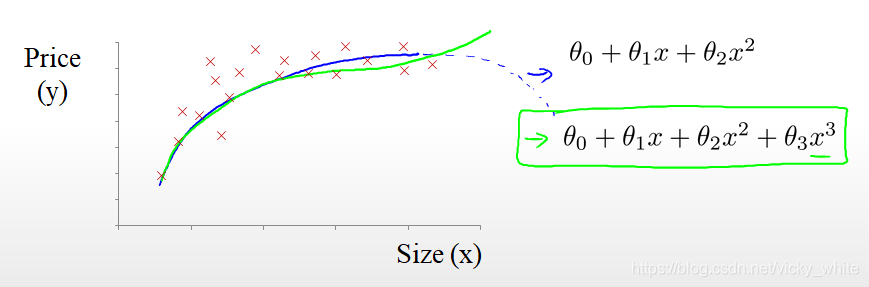 Price
(y)
θ₀ + θ₁x + θ₂x²
θ₀ + θ₁x + θ₂x² + θ₃x³
Size (x)
https://blog.csdn.net/vicky_white